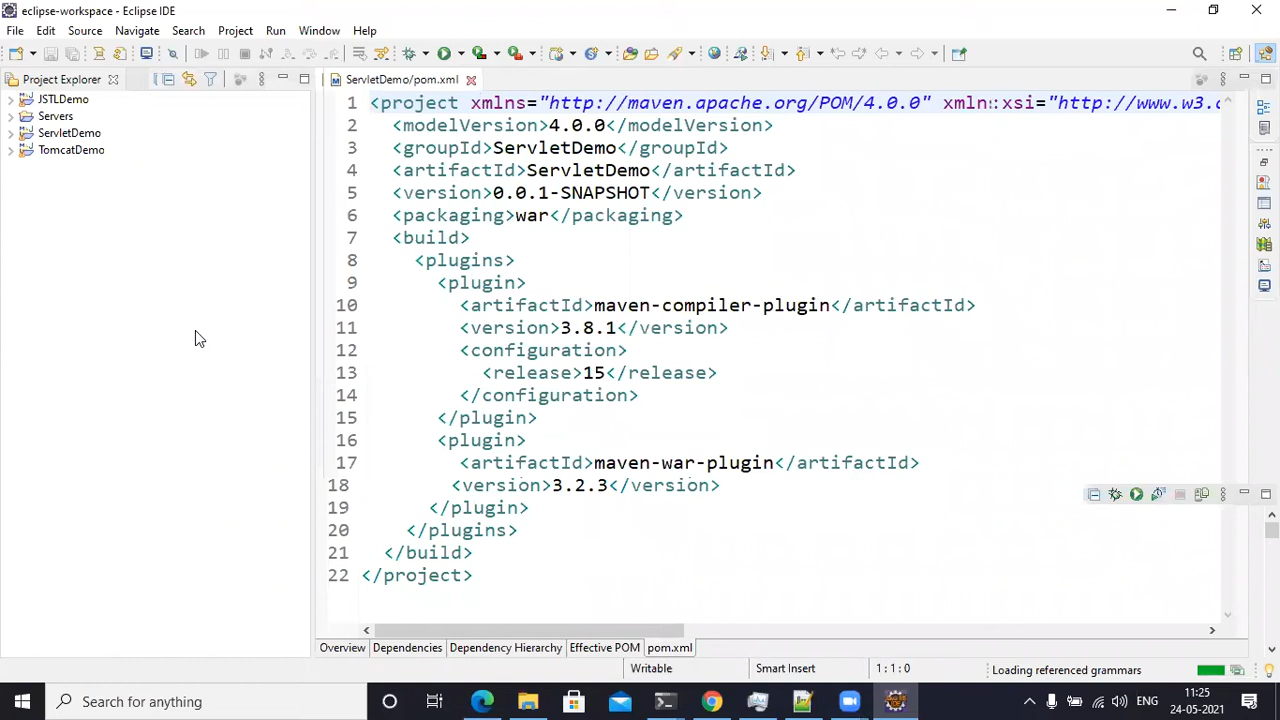 eclipse-workspace - Eclipse IDE
File Edit Source Navigate Search Project Run Window Help
Project Explorer
JSTLDemo
Servers
ServletDemo
TomcatDemo
ServletDemo/pom.xml
1 <project xmlns="http://maven.apache.org/POM/4.0.0" xmlns:xsi="http://www.w3.o
2 <modelVersion>4.0.0</modelVersion>
3 <groupId>ServletDemo</groupId>
4 <artifactId>ServletDemo</artifactId>
5 <version>0.0.1-SNAPSHOT</version>
6 <packaging>war</packaging>
7 <build>
8 <plugins>
9 <plugin>
10 <artifactId>maven-compiler-plugin</artifactId>
11 <version>3.8.1</version>
12 <configuration>
13 <release>15</release>
14 </configuration>
15 </plugin>
16 <plugin>
17 <artifactId>maven-war-plugin</artifactId>
18 <version>3.2.3</version>
19 </plugin>
20 </plugins>
21 </build>
22 </project>
Overview Dependencies Dependency Hierarchy Effective POM pom.xml
Writable Smart Insert 1 : 1 : 0 Loading referenced grammars
Search for anything
ENG
11:25
24-05-2021